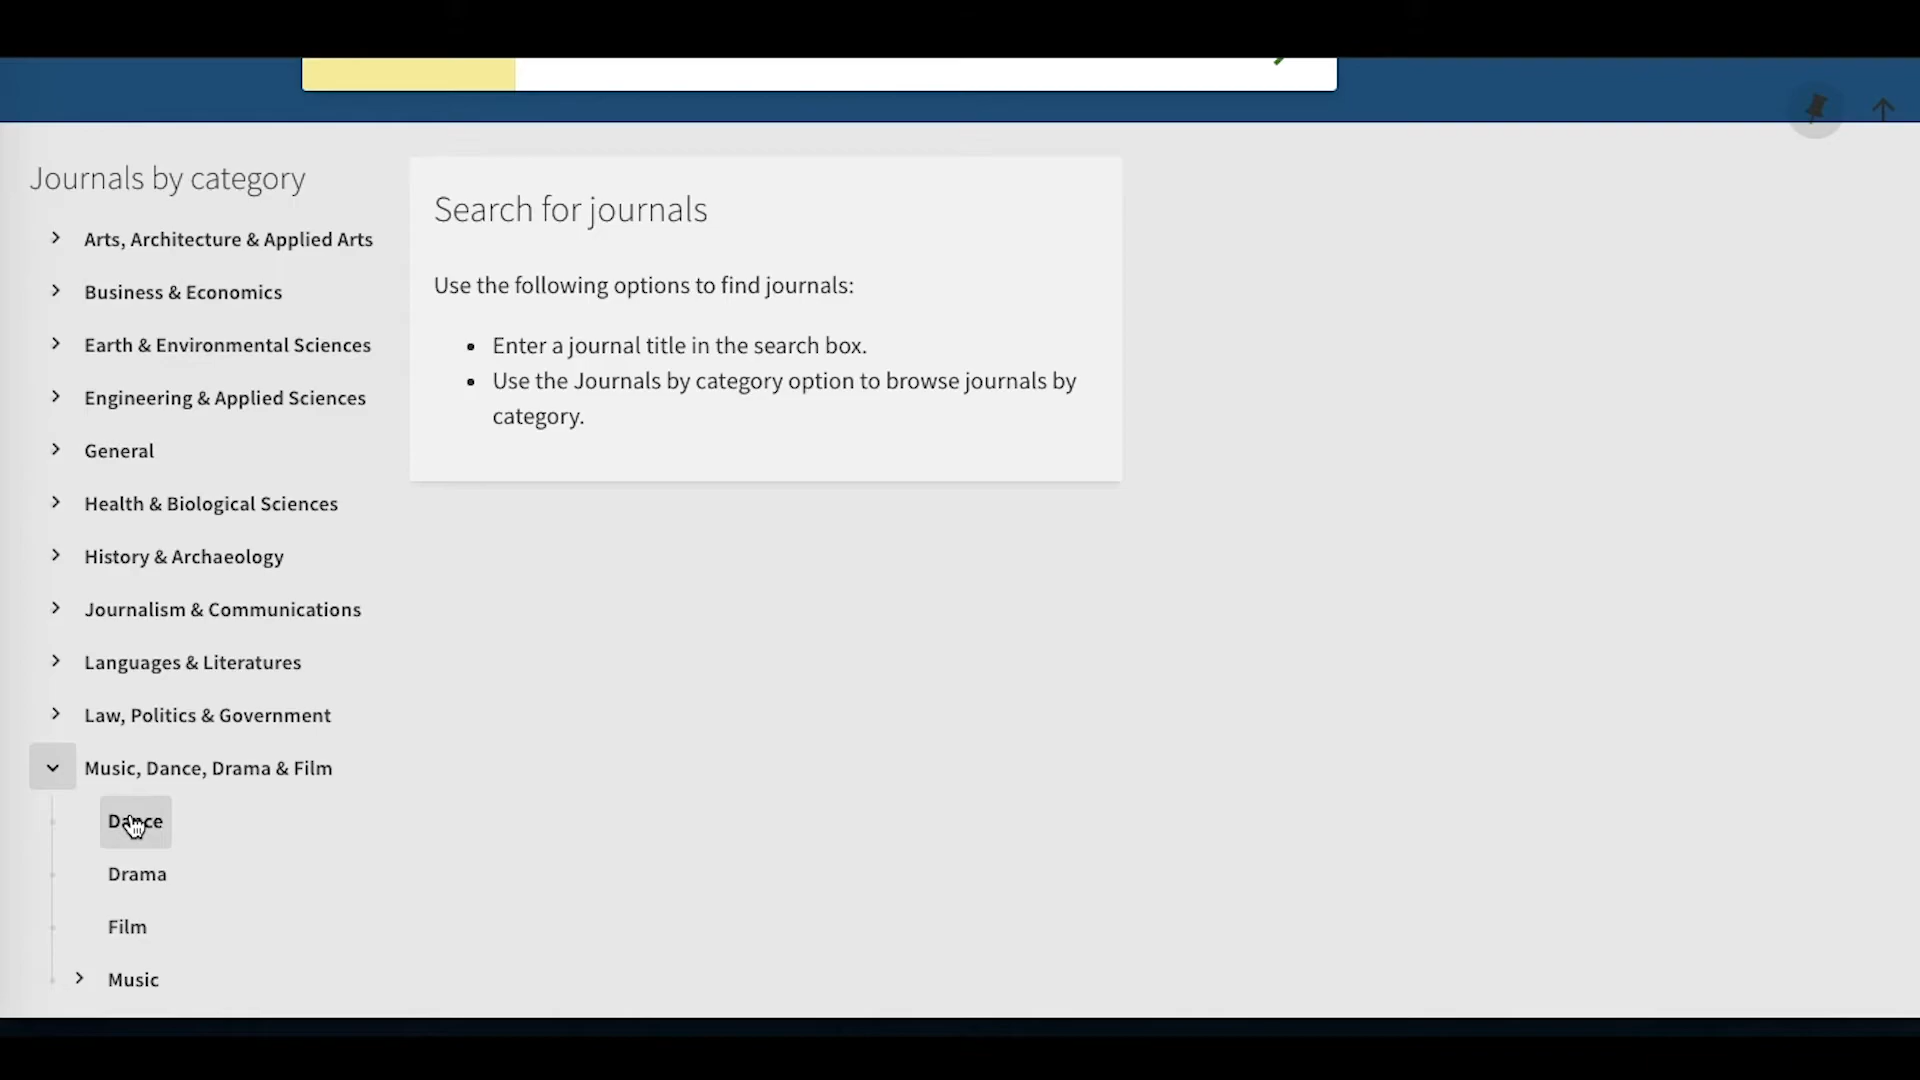 Journals by category
Arts, Architecture & Applied Arts
Business & Economics
Earth & Environmental Sciences
Engineering & Applied Sciences
General
Health & Biological Sciences
History & Archaeology
Journalism & Communications
Languages & Literatures
Law, Politics & Government
Music, Dance, Drama & Film
Dance
Drama
Film
Music
Search for journals
Use the following options to find journals:
Enter a journal title in the search box.
Use the Journals by category option to browse journals by
category.